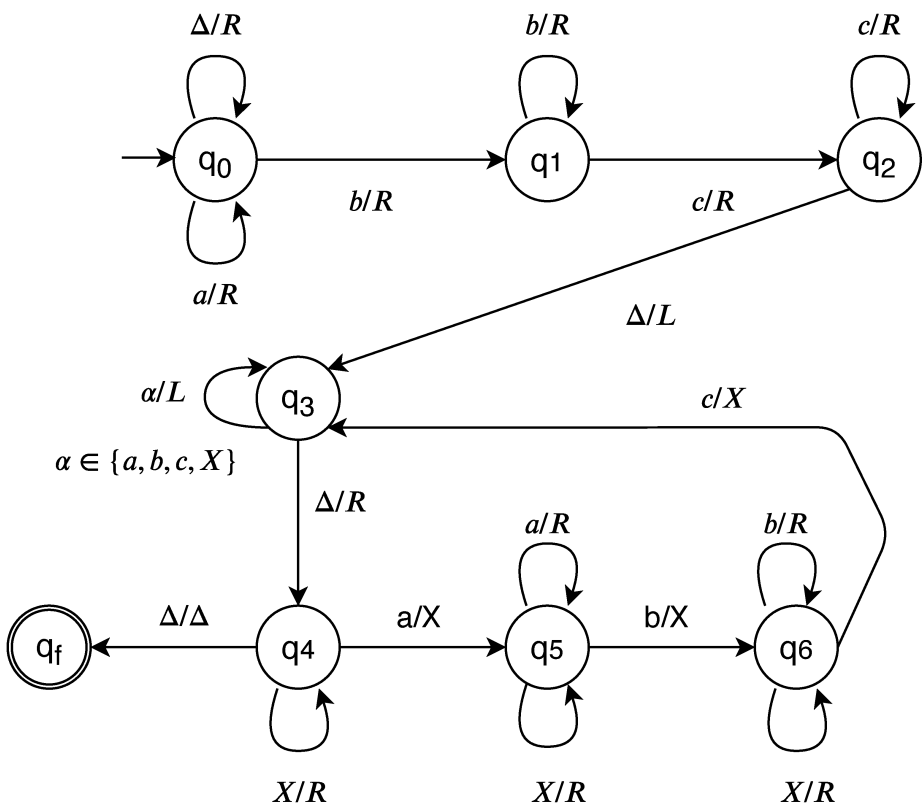 Δ/R
b/R
c/R
q0
q1
q2
b/R
c/R
a/R
Δ/L
α/L
q3
c/X
α ∈ {a, b, c, X}
Δ/R
a/R
b/R
Δ/Δ
a/X
b/X
qf
q4
q5
q6
X/R
X/R
X/R